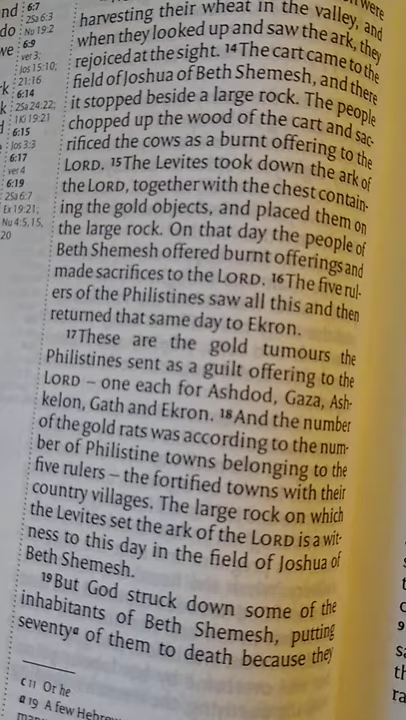 were
harvesting their wheat in the valley, and
when they looked up and saw the ark, they
rejoiced at the sight. 14 The cart came to the
field of Joshua of Beth Shemesh, and there
it stopped beside a large rock. The people
chopped up the wood of the cart and sac-
rificed the cows as a burnt offering to the
LORD. 15 The Levites took down the ark of
the LORD, together with the chest contain-
ing the gold objects, and placed them on
the large rock. On that day the people of
Beth Shemesh offered burnt offerings and
made sacrifices to the LORD. 16 The five rul-
ers of the Philistines saw all this and then
returned that same day to Ekron.
17 These are the gold tumours the
Philistines sent as a guilt offering to the
LORD – one each for Ashdod, Gaza, Ash-
kelon, Gath and Ekron. 18 And the number
of the gold rats was according to the num-
ber of Philistine towns belonging to the
five rulers – the fortified towns with their
country villages. The large rock on which
the Levites set the ark of the LORD is a wit-
ness to this day in the field of Joshua of
Beth Shemesh.
19 But God struck down some of the
inhabitants of Beth Shemesh, putting
seventy a of them to death because they
c 11 Or he
a 19 A few Hebrew
6:7
2Sa 6:3
Nu 19:2
6:9
ver 3;
Jos 15:10;
21:16
6:14
2Sa 24:22;
1Ki 19:21
6:15
Jos 3:3
6:17
ver 4
6:19
2Sa 6:7
Ex 19:21;
Nu 4:5,15,
20